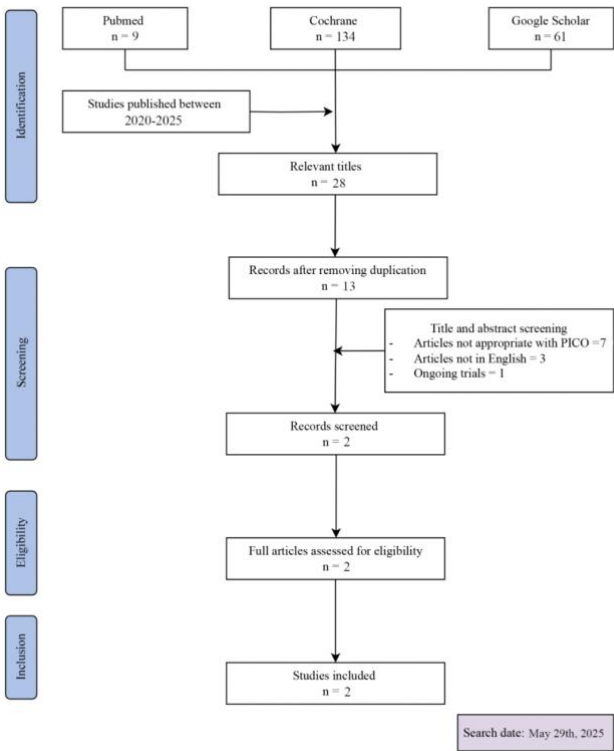 Identification
Pubmed
n = 9
Cochrane
n = 134
Google Scholar
n = 61
Studies published between
2020-2025
Relevant titles
n = 28
Screening
Records after removing duplication
n = 13
Title and abstract screening
- Articles not appropriate with PICO =7
- Articles not in English = 3
- Ongoing trials = 1
Records screened
n = 2
Eligibility
Full articles assessed for eligibility
n = 2
Inclusion
Studies included
n = 2
Search date: May 29th, 2025